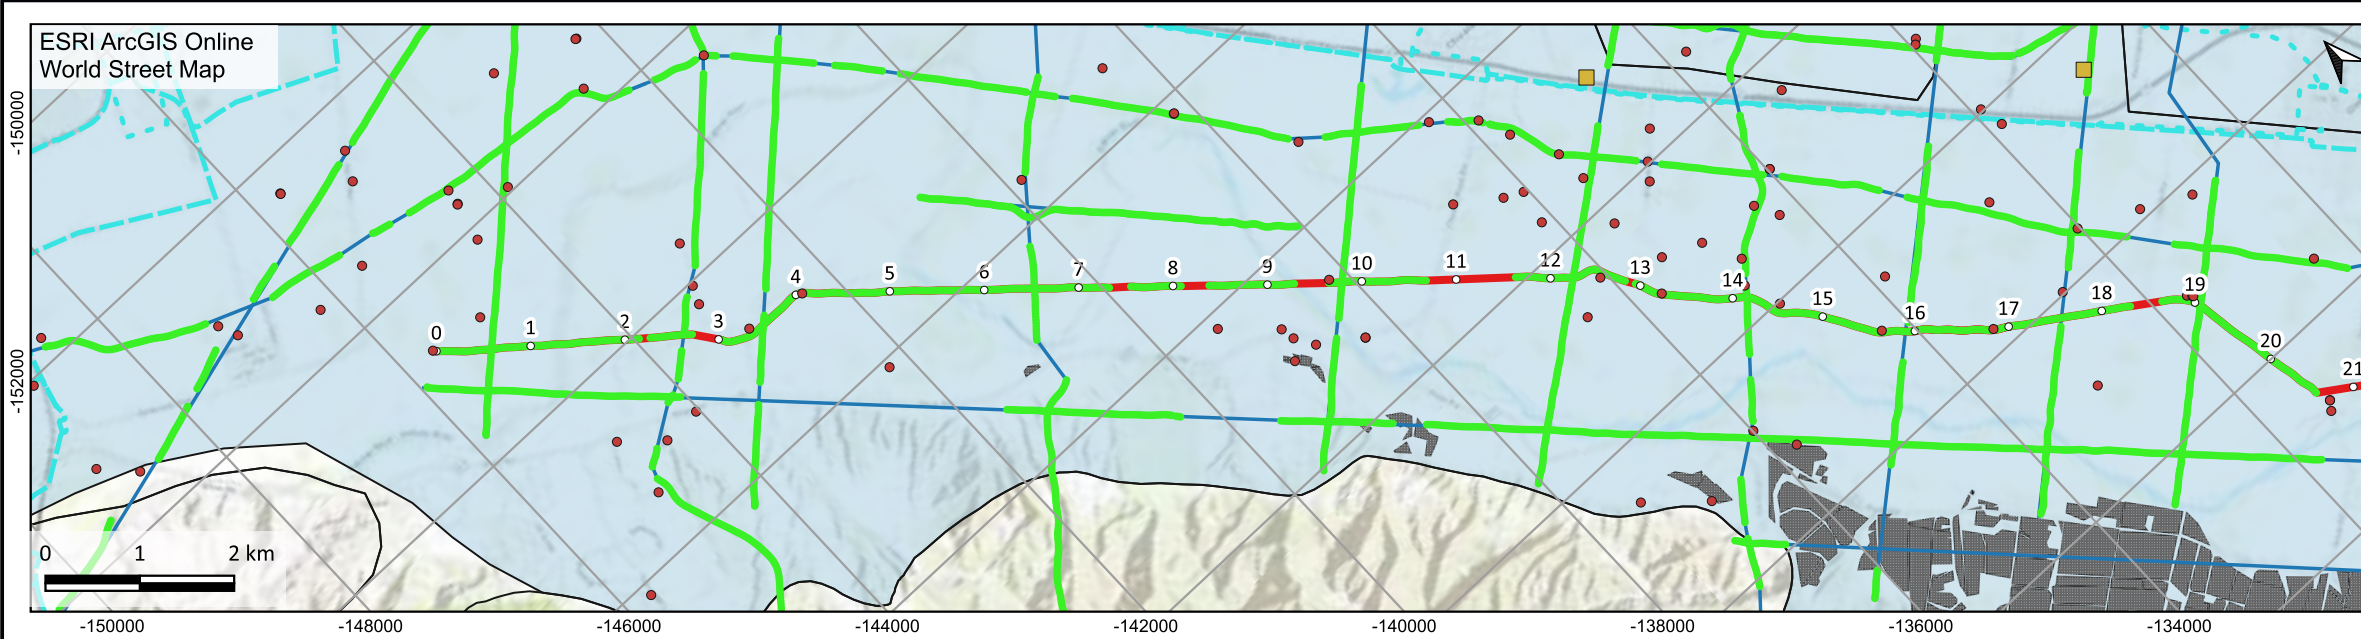 ESRI ArcGIS Online
World Street Map
-150000
-152000
0 1 2 3 4 5 6 7 8 9 10 11 12 13 14 15 16 17 18 19 20 21
0 1 2 km
-150000 -148000 -146000 -144000 -142000 -140000 -138000 -136000 -134000